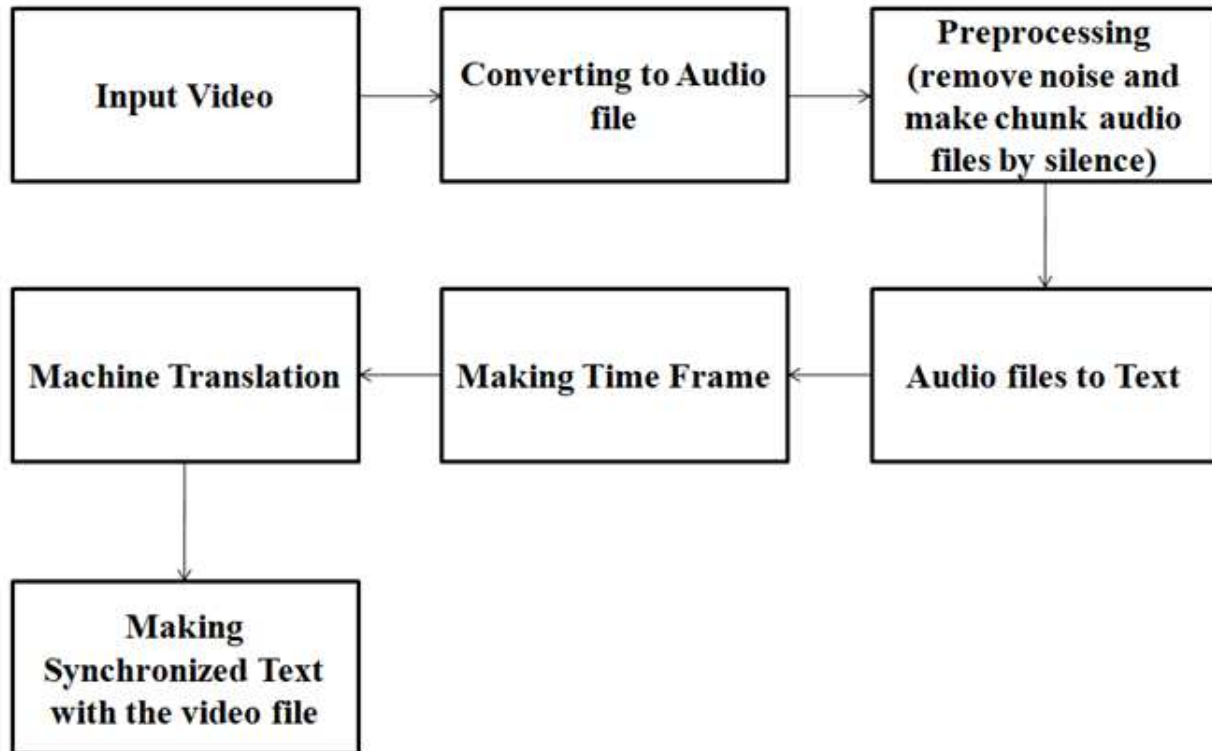 Input Video
Converting to Audio
file
Preprocessing
(remove noise and
make chunk audio
files by silence)
Audio files to Text
Making Time Frame
Machine Translation
Making
Synchronized Text
with the video file